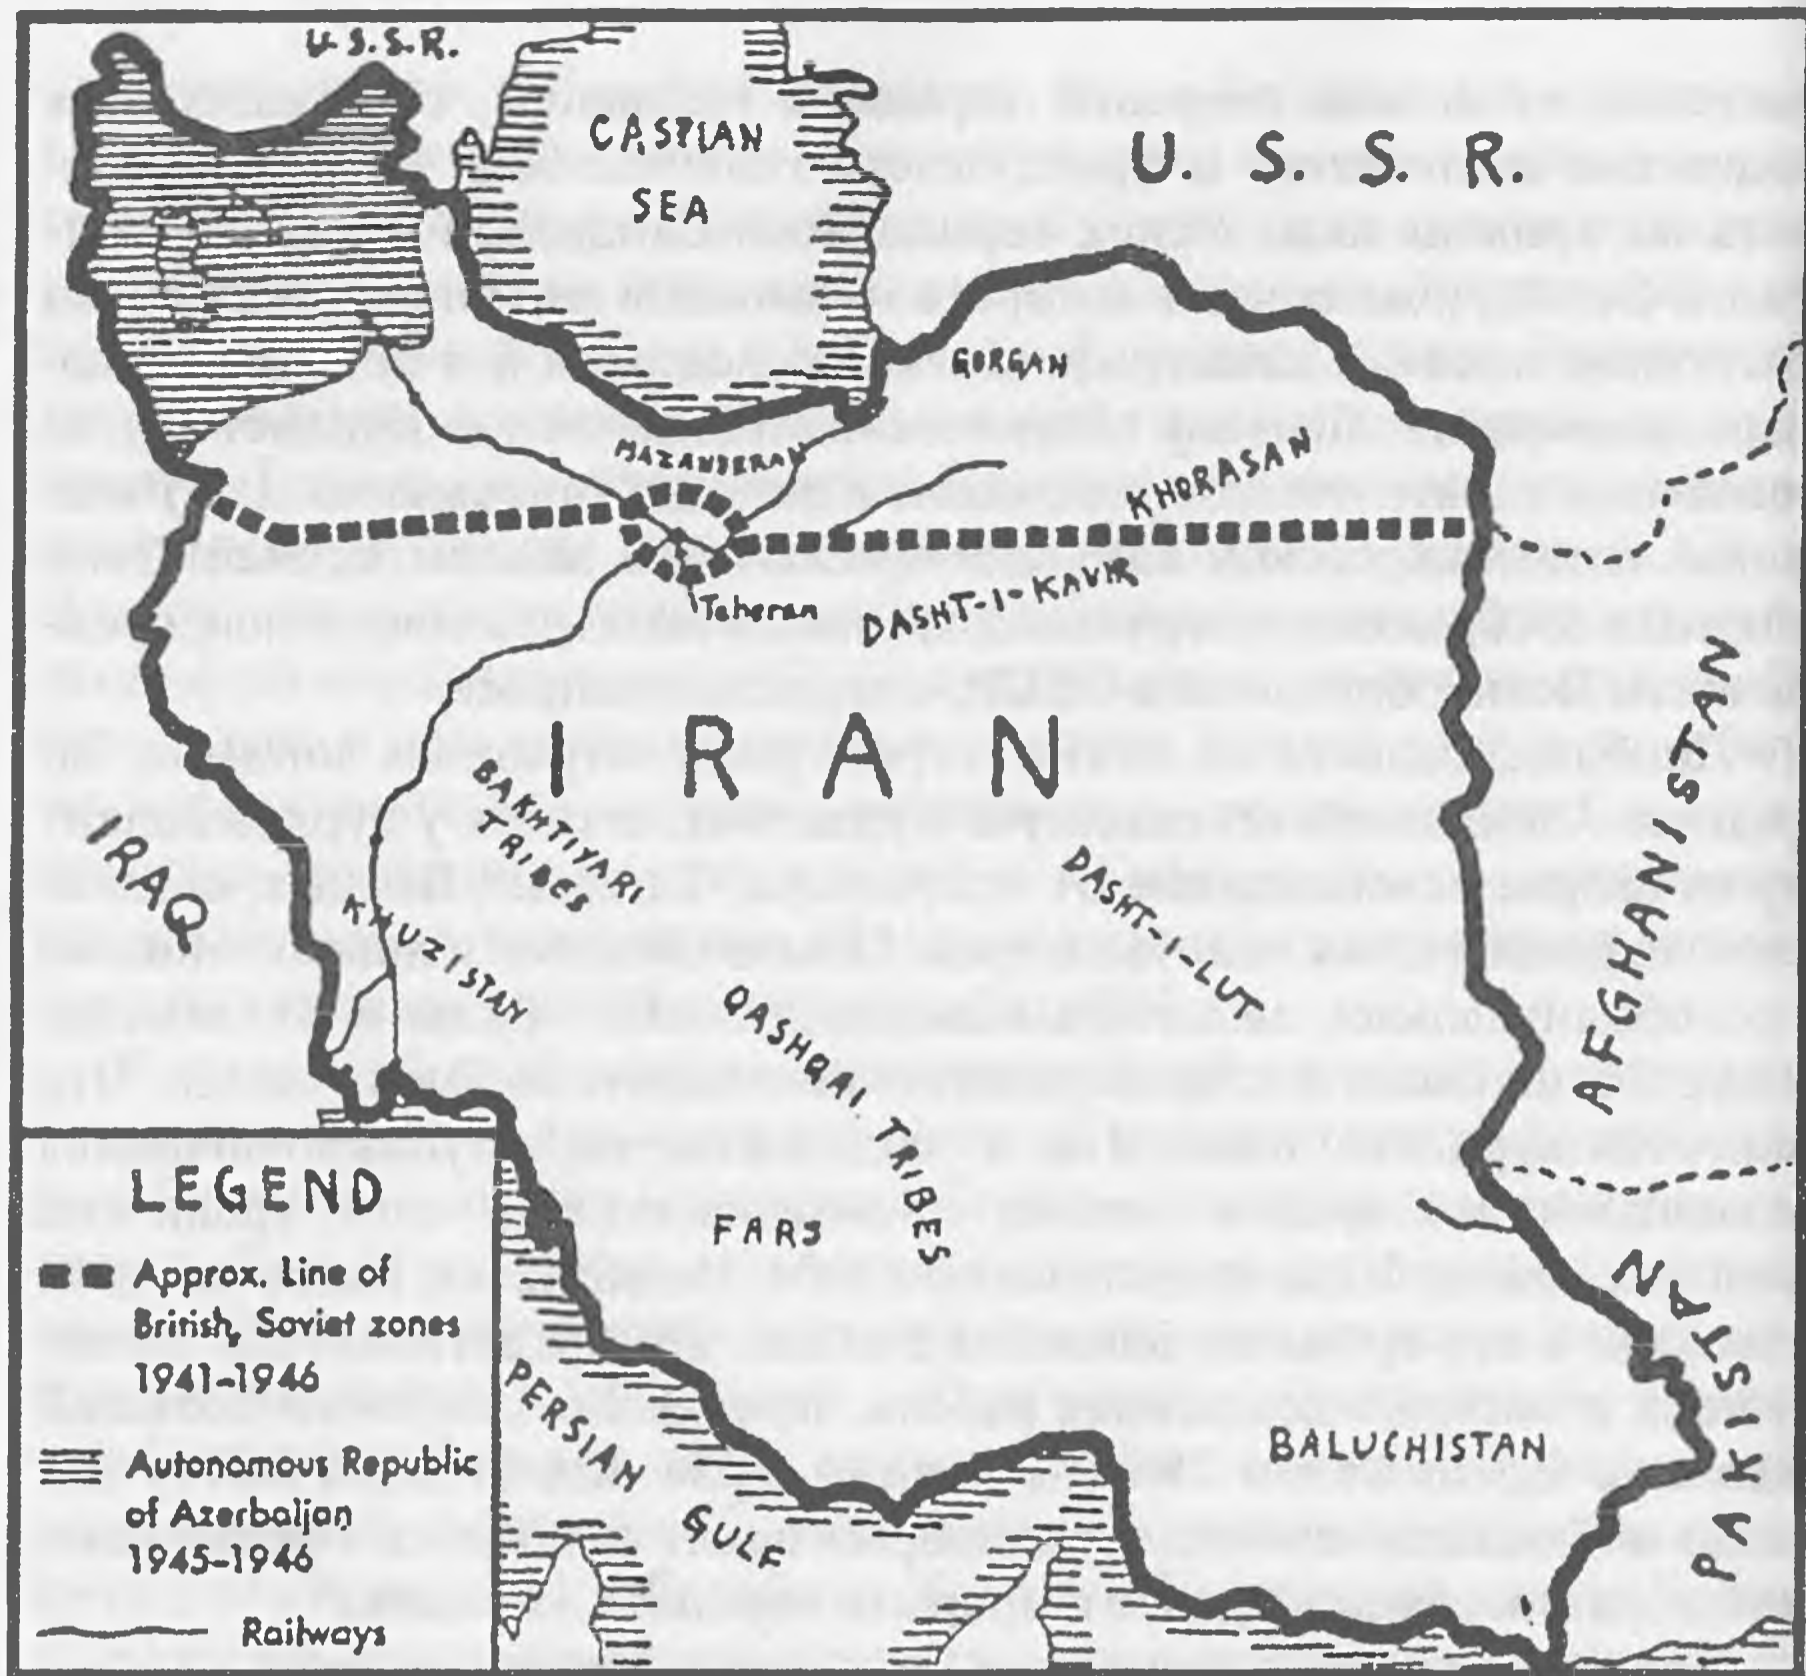 U.S.S.R.
CASPIAN
SEA
U. S. S. R.
GORGAN
MAZANDERAN
KHORASAN
Teheran
DASHT-I-KAVIR
IRAN
AFGHANISTAN
BAKHTIYARI
TRIBES
IRAQ
KHUZISTAN
DASHT-I-LUT
QASHQAI TRIBES
FARS
PERSIAN
GULF
BALUCHISTAN
PAKISTAN
LEGEND
Approx. line of
British, Soviet zones
1941-1946
Autonomous Republic
of Azerbaijan
1945-1946
Railways